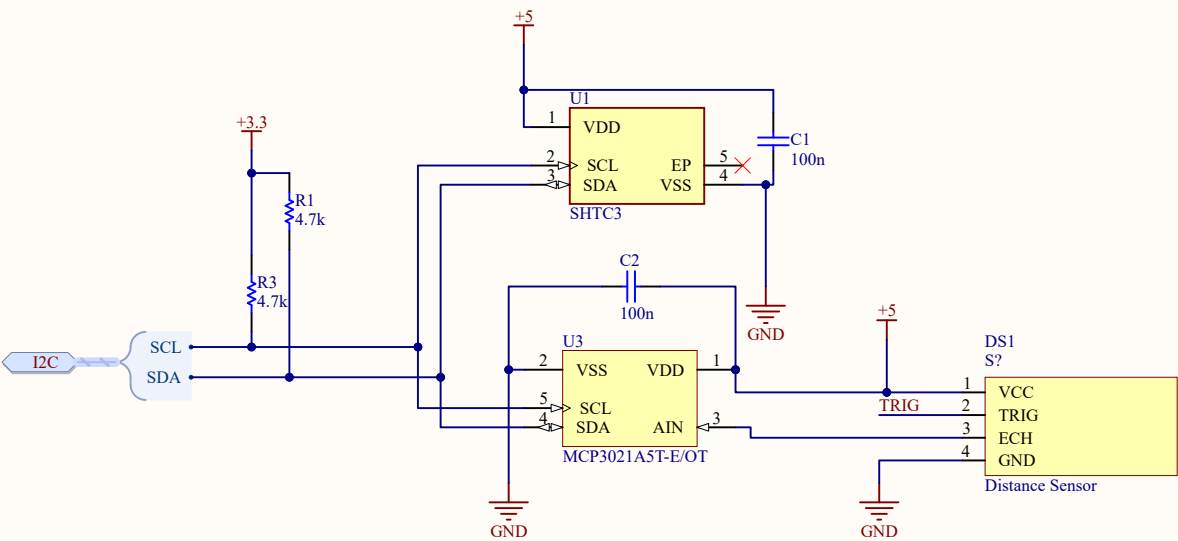 +5
U1
1
VDD
C1
100n
+3.3
2
SCL
EP
5
3
SDA
VSS
4
SHTC3
R1
4.7k
C2
100n
R3
4.7k
GND
+5
I2C
SCL
SDA
U3
2
VSS
VDD
1
5
SCL
4
SDA
AIN
3
MCP3021A5T-E/OT
GND
DS1
S?
1
VCC
TRIG
2
TRIG
3
ECH
4
GND
Distance Sensor
GND